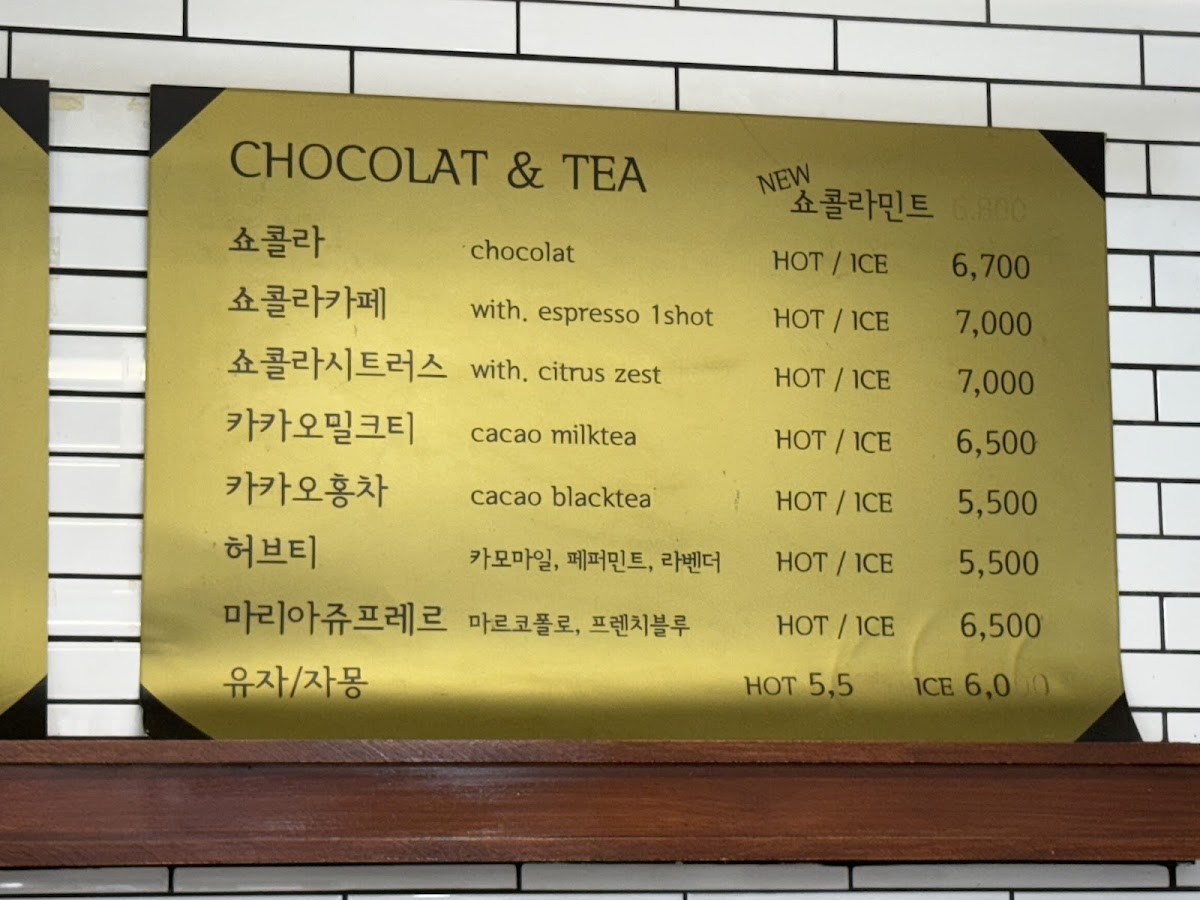 CHOCOLAT & TEA
NEW
쇼콜라민트
쇼콜라 chocolat HOT / ICE 6,700
쇼콜라카페 with. espresso 1shot HOT / ICE 7,000
쇼콜라시트러스 with. citrus zest HOT / ICE 7,000
카카오밀크티 cacao milktea HOT / ICE 6,500
카카오홍차 cacao blacktea HOT / ICE 5,500
허브티 카모마일, 페퍼민트, 라벤더 HOT / ICE 5,500
마리아쥬프레르 마르코폴로, 프렌치블루 HOT / ICE 6,500
유자/자몽 HOT 5,5 ICE 6,000